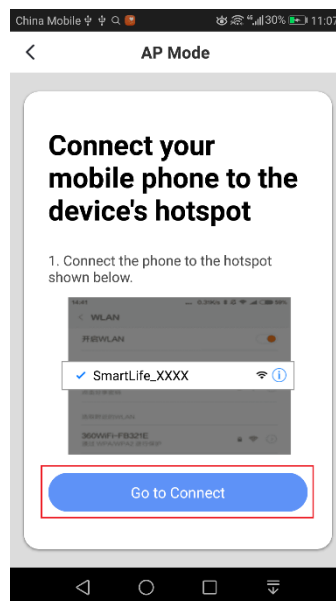 China Mobile 30% 11:07
AP Mode
Connect your
mobile phone to the
device's hotspot
1. Connect the phone to the hotspot
shown below.
WLAN
开启WLAN
SmartLife_XXXX
360WiFi-FB321E
Go to Connect